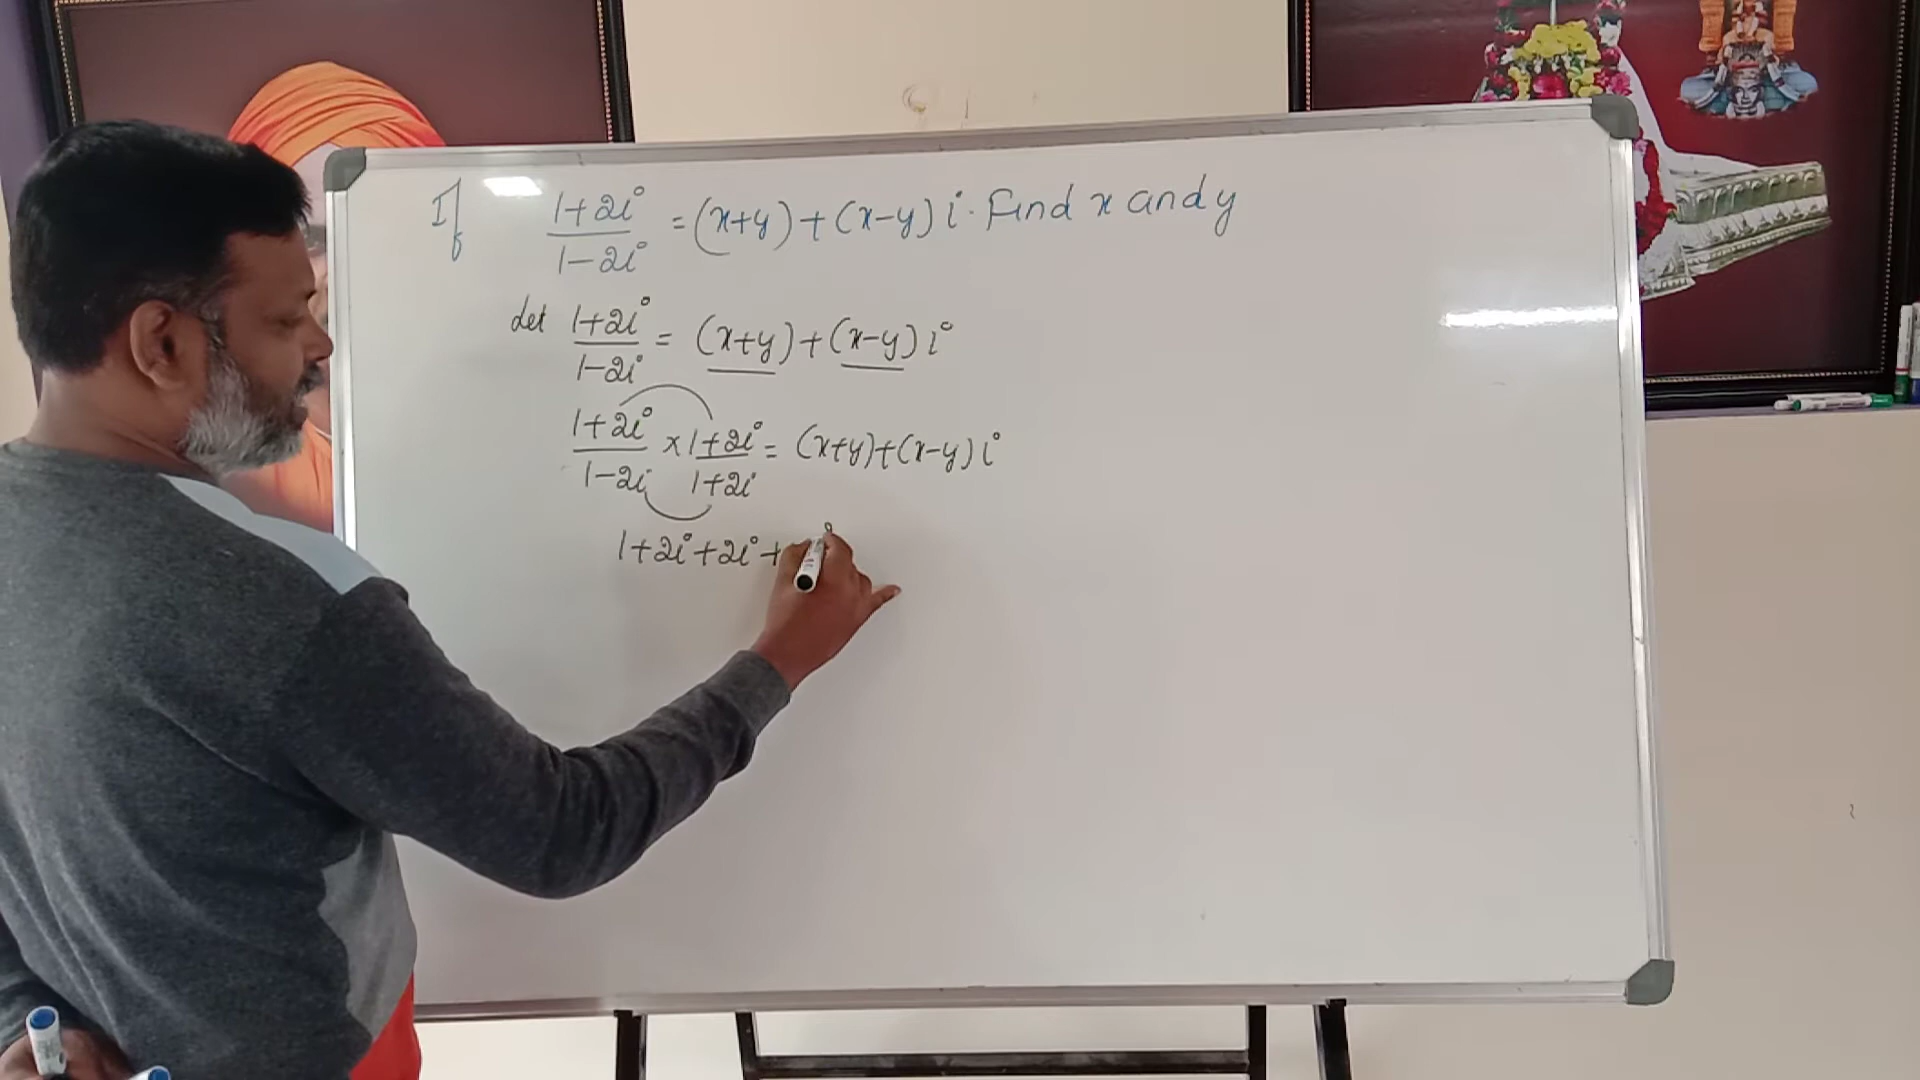 If 1+2i/1-2i = (x+y)+(x-y)i. Find x and y
let 1+2i/1-2i = (x+y)+(x-y)i
1+2i/1-2i × 1+2i/1+2i = (x+y)+(x-y)i
1+2i+2i+